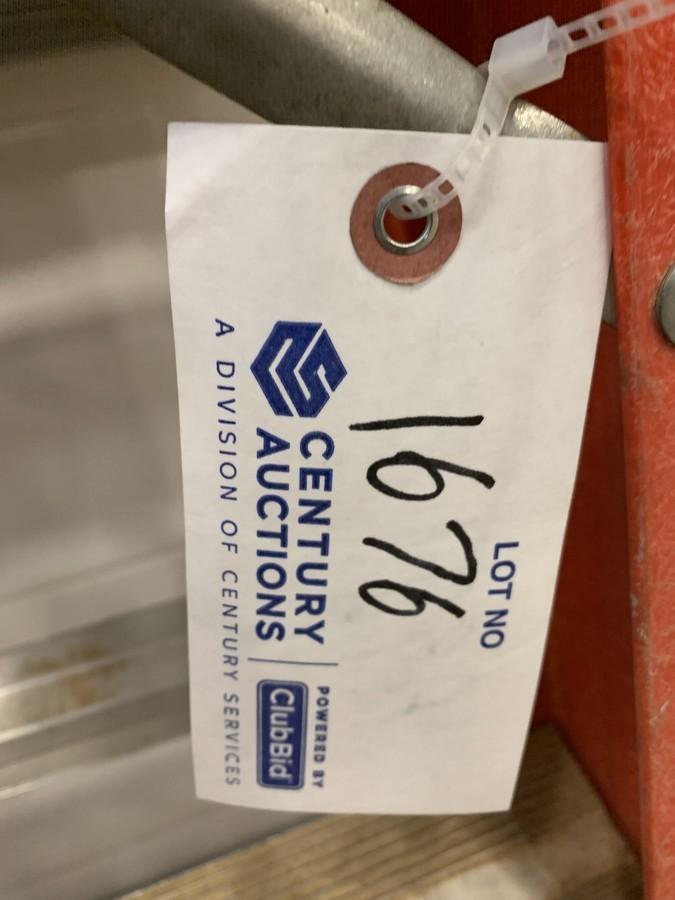 LOT NO
1676
CENTURY
AUCTIONS
POWERED BY
ClubBid
A DIVISION OF CENTURY SERVICES